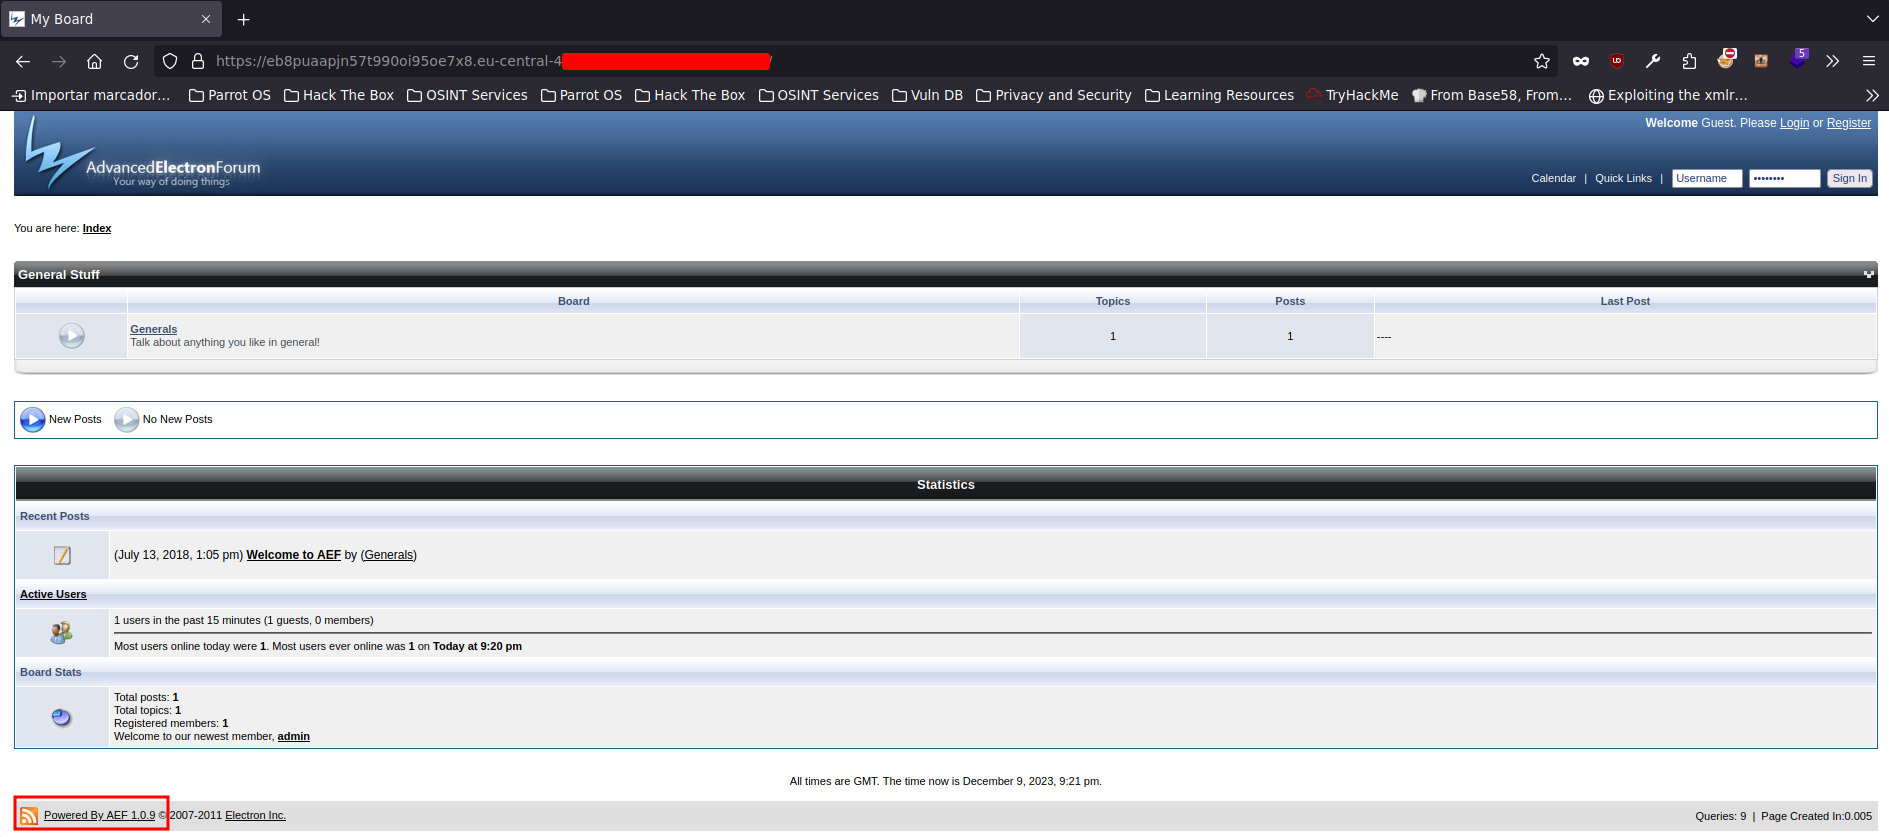 My Board
https://eb8puaapjn57t990oi95oe7x8.eu-central-4 /
5
Importar marcador… Parrot OS Hack The Box OSINT Services Parrot OS Hack The Box OSINT Services Vuln DB Privacy and Security Learning Resources TryHackMe From Base58, From… Exploiting the xmlr…
Welcome Guest. Please Login or Register
AdvancedElectronForum
Your way of doing things
Calendar | Quick Links | Username •••••••• Sign In
You are here: Index
General Stuff
Board Topics Posts Last Post
Generals
Talk about anything you like in general!
1 1 ----
New Posts No New Posts
Statistics
Recent Posts
(July 13, 2018, 1:05 pm) Welcome to AEF by (Generals)
Active Users
1 users in the past 15 minutes (1 guests, 0 members)
Most users online today were 1. Most users ever online was 1 on Today at 9:20 pm
Board Stats
Total posts: 1
Total topics: 1
Registered members: 1
Welcome to our newest member, admin
All times are GMT. The time now is December 9, 2023, 9:21 pm.
Powered By AEF 1.0.9 © 2007-2011 Electron Inc. Queries: 9 | Page Created In:0.005